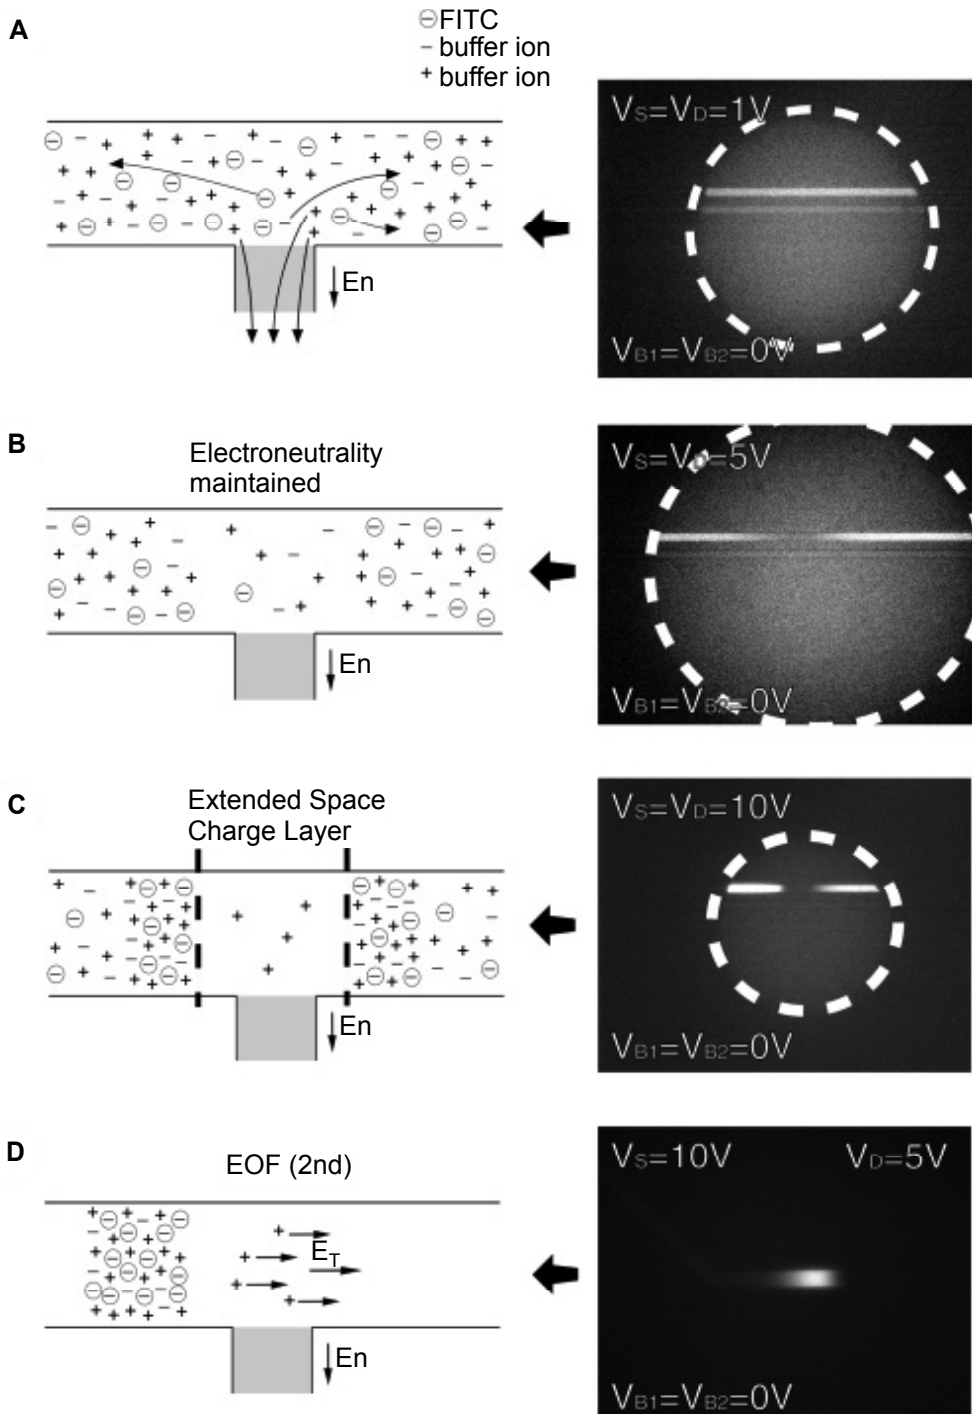 A
⊖ FITC
− buffer ion
+ buffer ion
En
VS=VD=1V
VB1=VB2=0V
B
Electroneutrality
maintained
En
VS=VD=5V
VB1=VB2=0V
C
Extended Space
Charge Layer
En
VS=VD=10V
VB1=VB2=0V
D
EOF (2nd)
ET
En
VS=10V VD=5V
VB1=VB2=0V